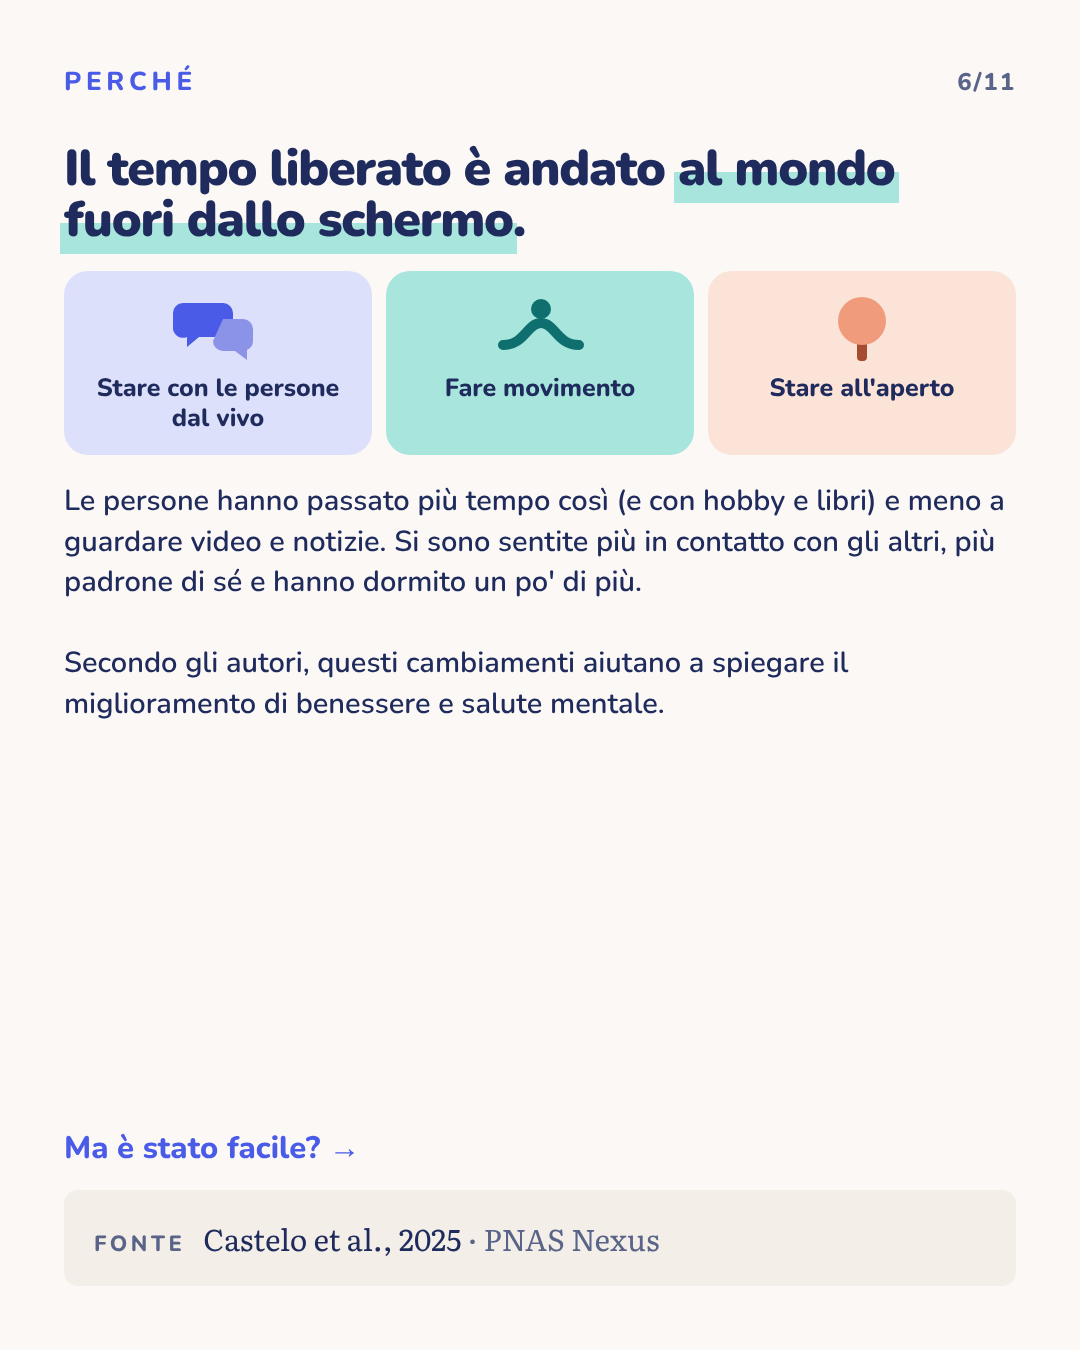 PERCHÉ
6/11
Il tempo liberato è andato al mondo
fuori dallo schermo.
Stare con le persone
dal vivo
Fare movimento
Stare all'aperto
Le persone hanno passato più tempo così (e con hobby e libri) e meno a
guardare video e notizie. Si sono sentite più in contatto con gli altri, più
padrone di sé e hanno dormito un po' di più.
Secondo gli autori, questi cambiamenti aiutano a spiegare il
miglioramento di benessere e salute mentale.
Ma è stato facile? →
FONTE Castelo et al., 2025 · PNAS Nexus